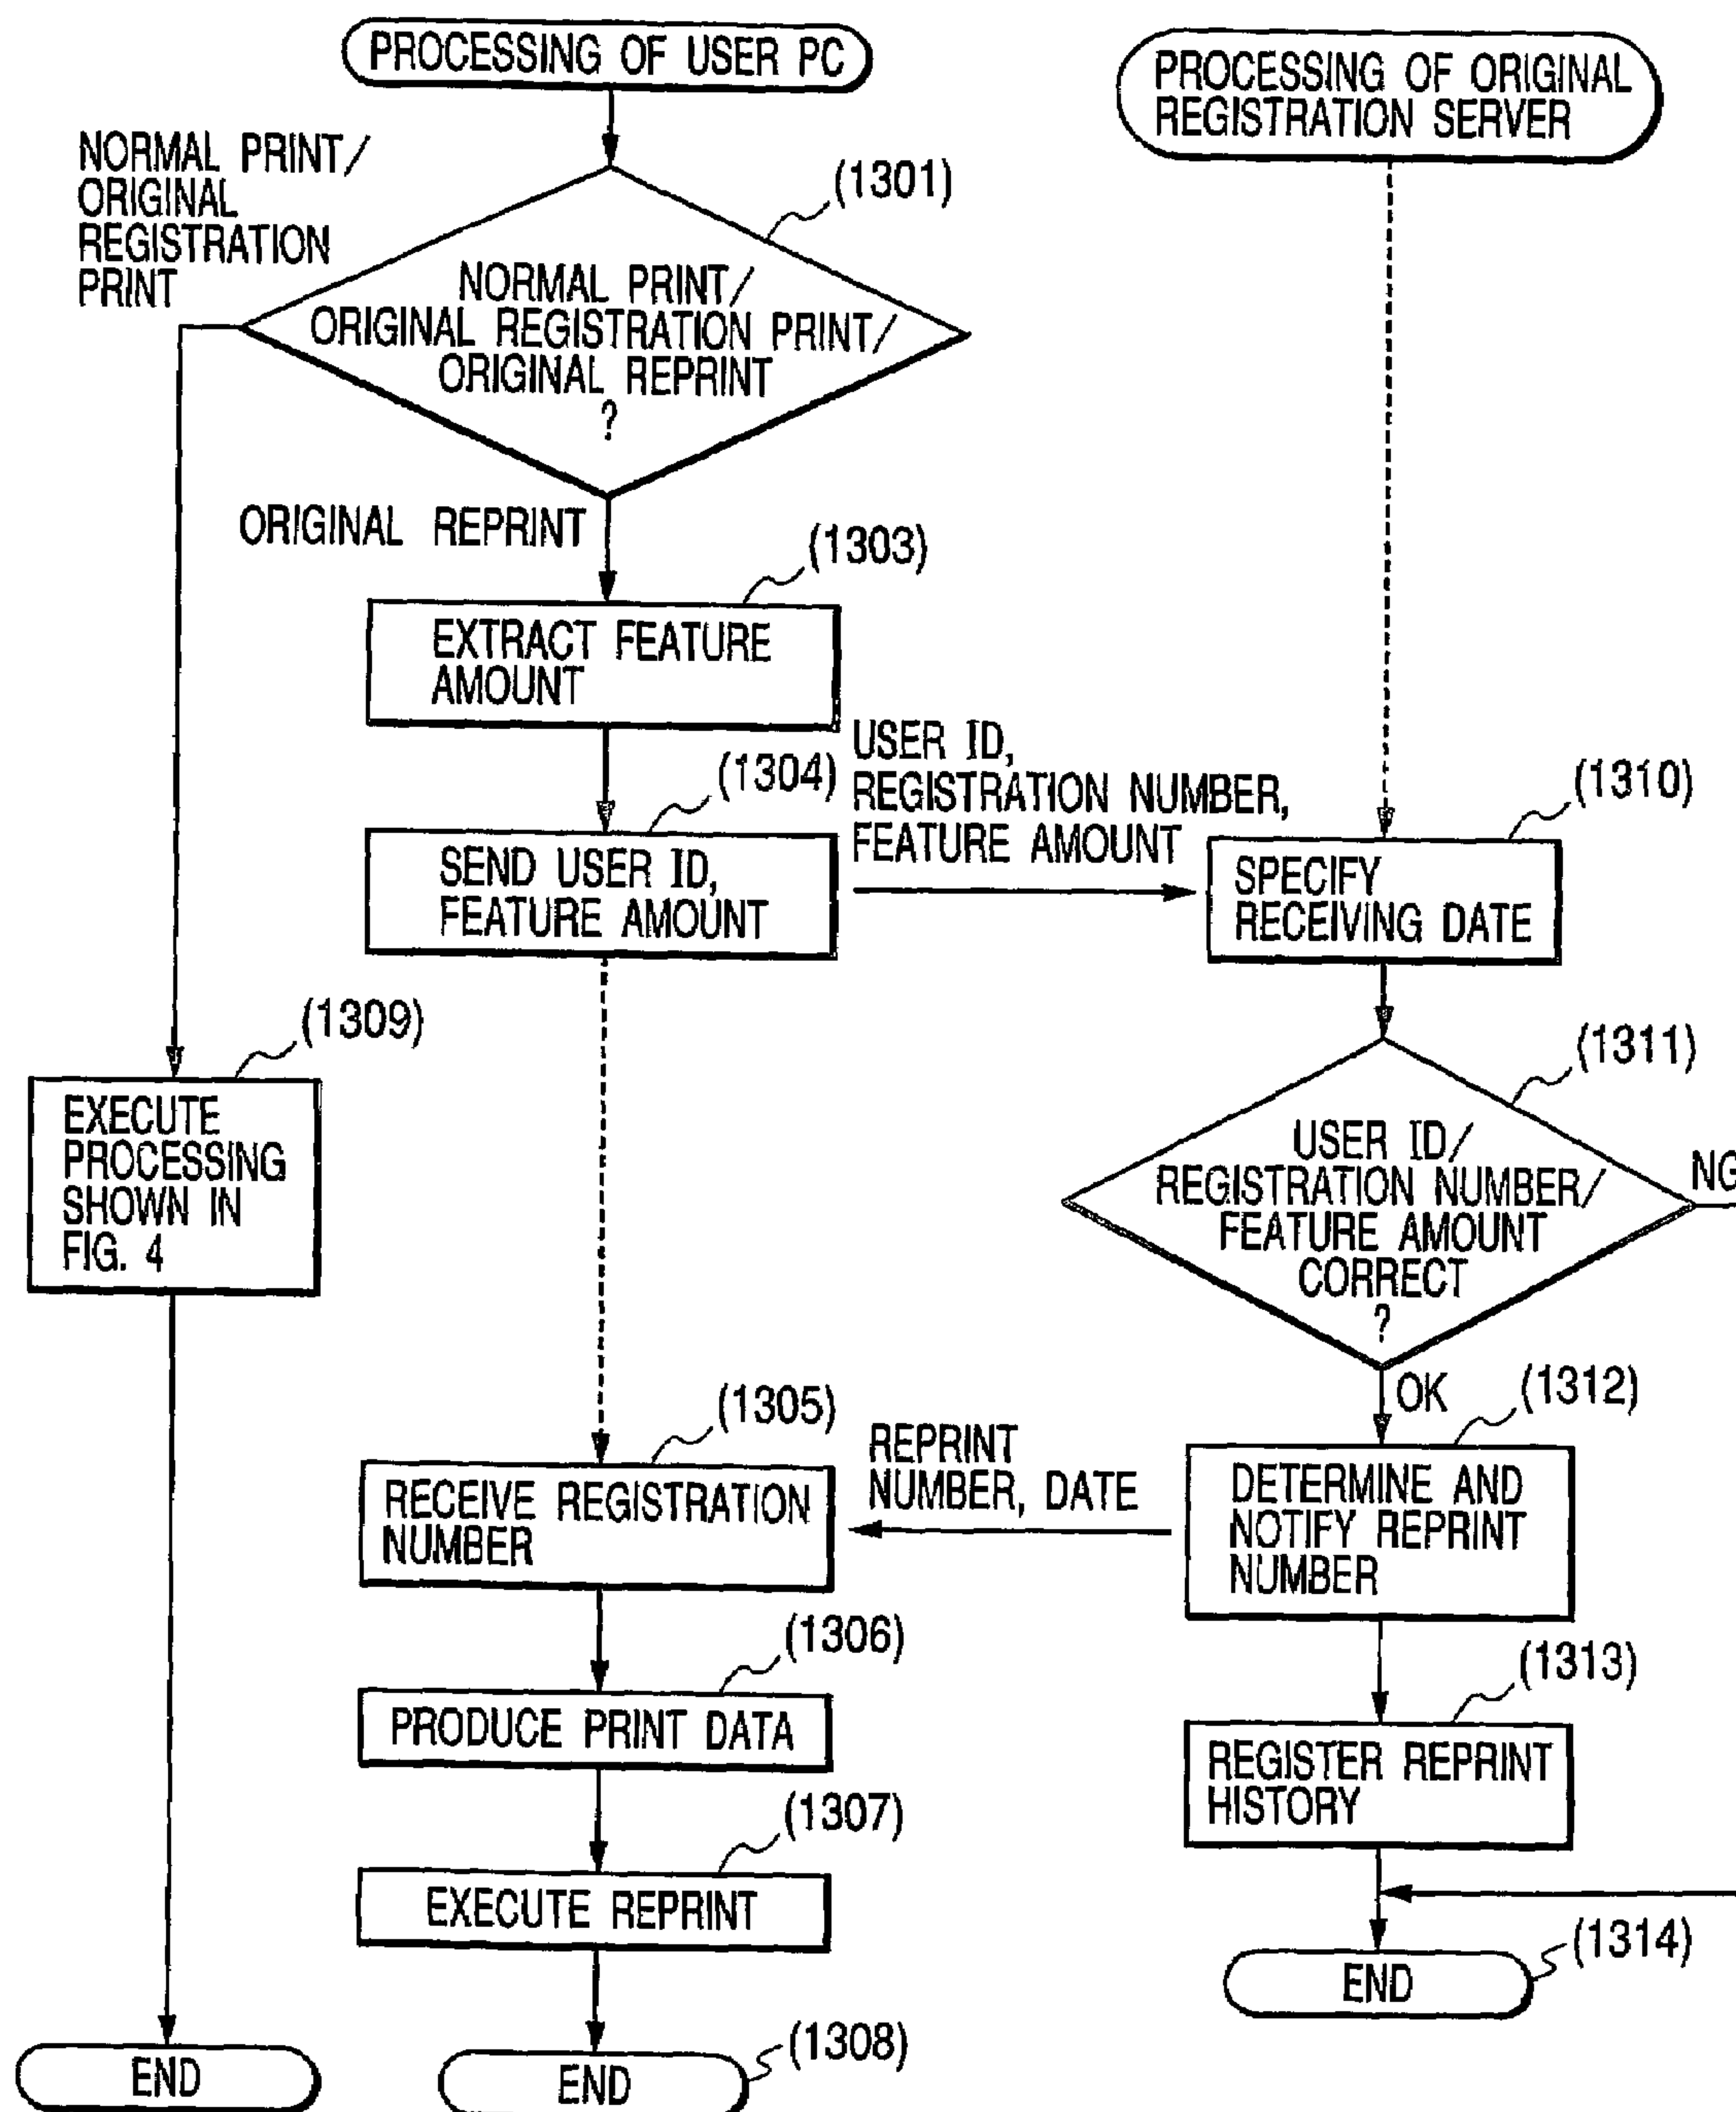 PROCESSING OF USER PC
PROCESSING OF ORIGINAL
REGISTRATION SERVER
NORMAL PRINT/
ORIGINAL
REGISTRATION
PRINT
(1301)
NORMAL PRINT/
ORIGINAL REGISTRATION PRINT/
ORIGINAL REPRINT
?
ORIGINAL REPRINT
(1303)
EXTRACT FEATURE
AMOUNT
(1304)
SEND USER ID,
FEATURE AMOUNT
USER ID,
REGISTRATION NUMBER,
FEATURE AMOUNT
(1310)
SPECIFY
RECEIVING DATE
(1309)
EXECUTE
PROCESSING
SHOWN IN
FIG. 4
(1311)
USER ID/
REGISTRATION NUMBER/
FEATURE AMOUNT
CORRECT
?
NG
OK
(1312)
DETERMINE AND
NOTIFY REPRINT
NUMBER
REPRINT
NUMBER, DATE
(1305)
RECEIVE REGISTRATION
NUMBER
(1306)
PRODUCE PRINT DATA
(1313)
REGISTER REPRINT
HISTORY
(1307)
EXECUTE REPRINT
(1314)
END
END
(1308)
END